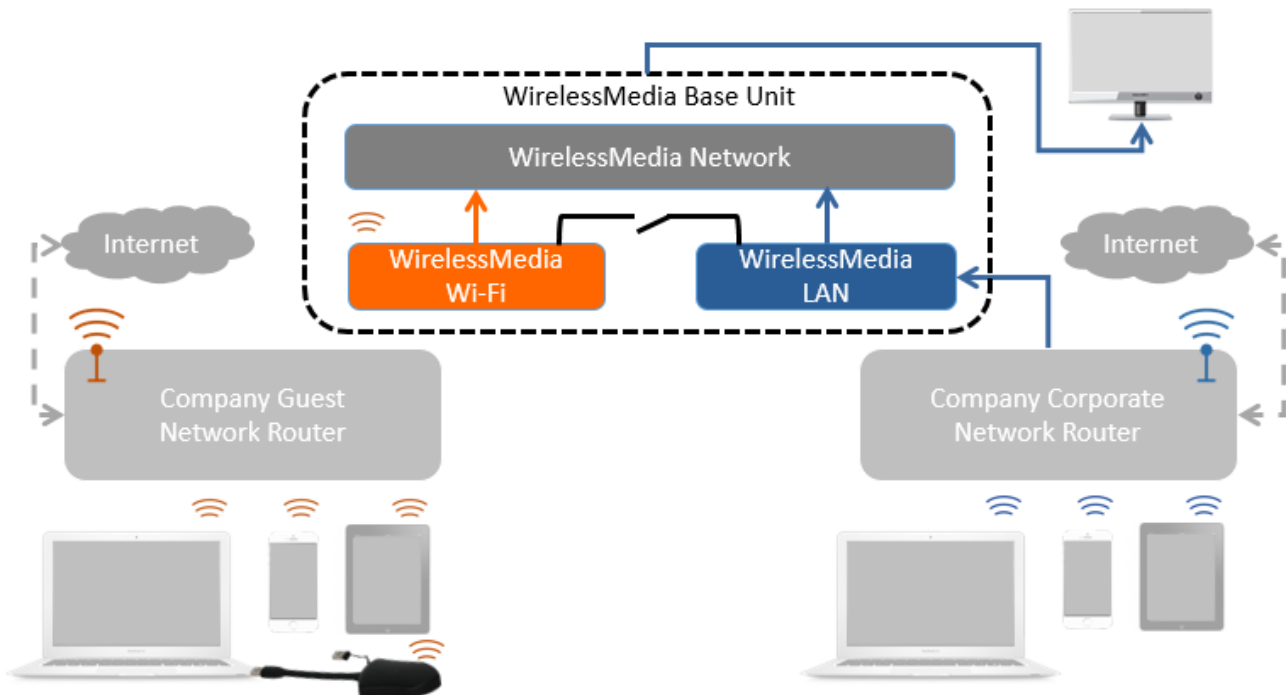 WirelessMedia Base Unit
WirelessMedia Network
Internet
WirelessMedia
Wi-Fi
WirelessMedia
LAN
Internet
Company Guest
Network Router
Company Corporate
Network Router